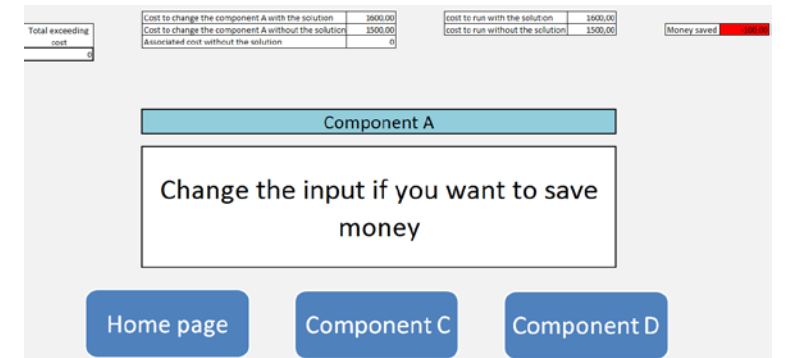 Cost to change the component A with the solution 1600,00
cost to run with the solution 1600,00
Total exceeding cost
Cost to change the component A without the solution 1500,00
cost to run without the solution 1500,00
Money saved -100,00
Associated cost without the solution 0
0
Component A
Change the input if you want to save
money
Home page
Component C
Component D